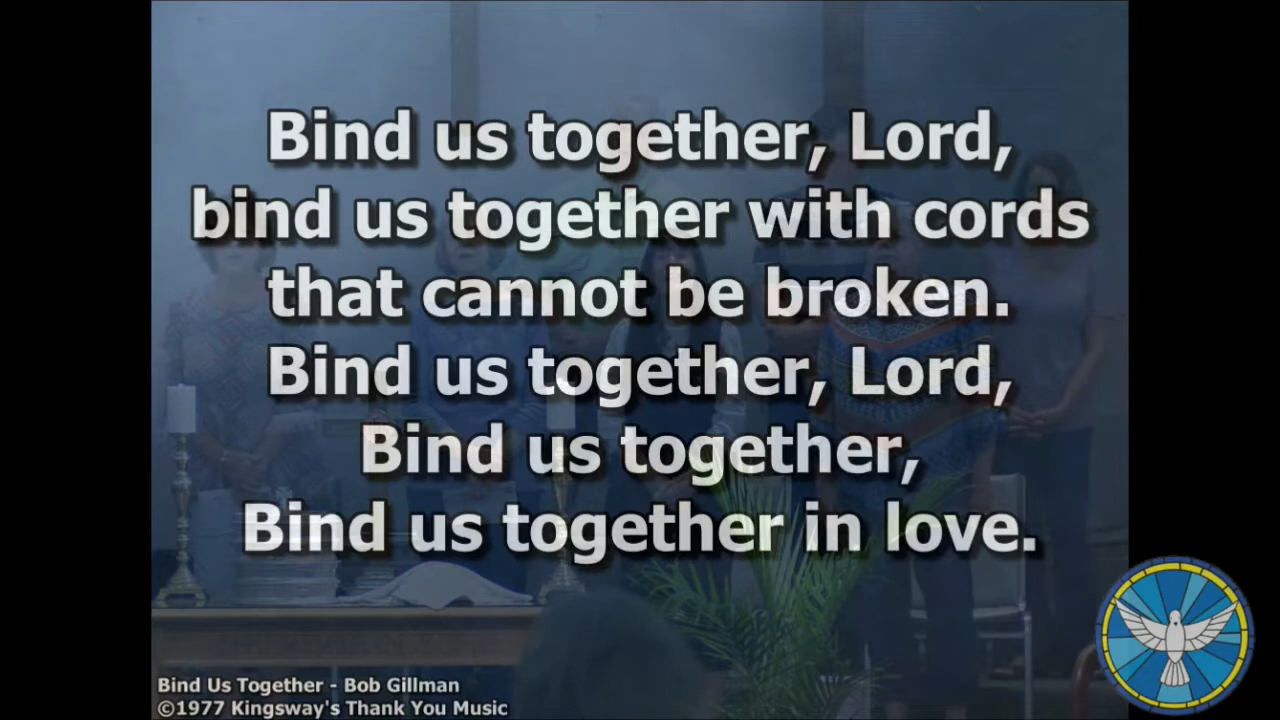 Bind us together, Lord,
bind us together with cords
that cannot be broken.
Bind us together, Lord,
Bind us together,
Bind us together in love.
Bind Us Together - Bob Gillman
©1977 Kingsway's Thank You Music